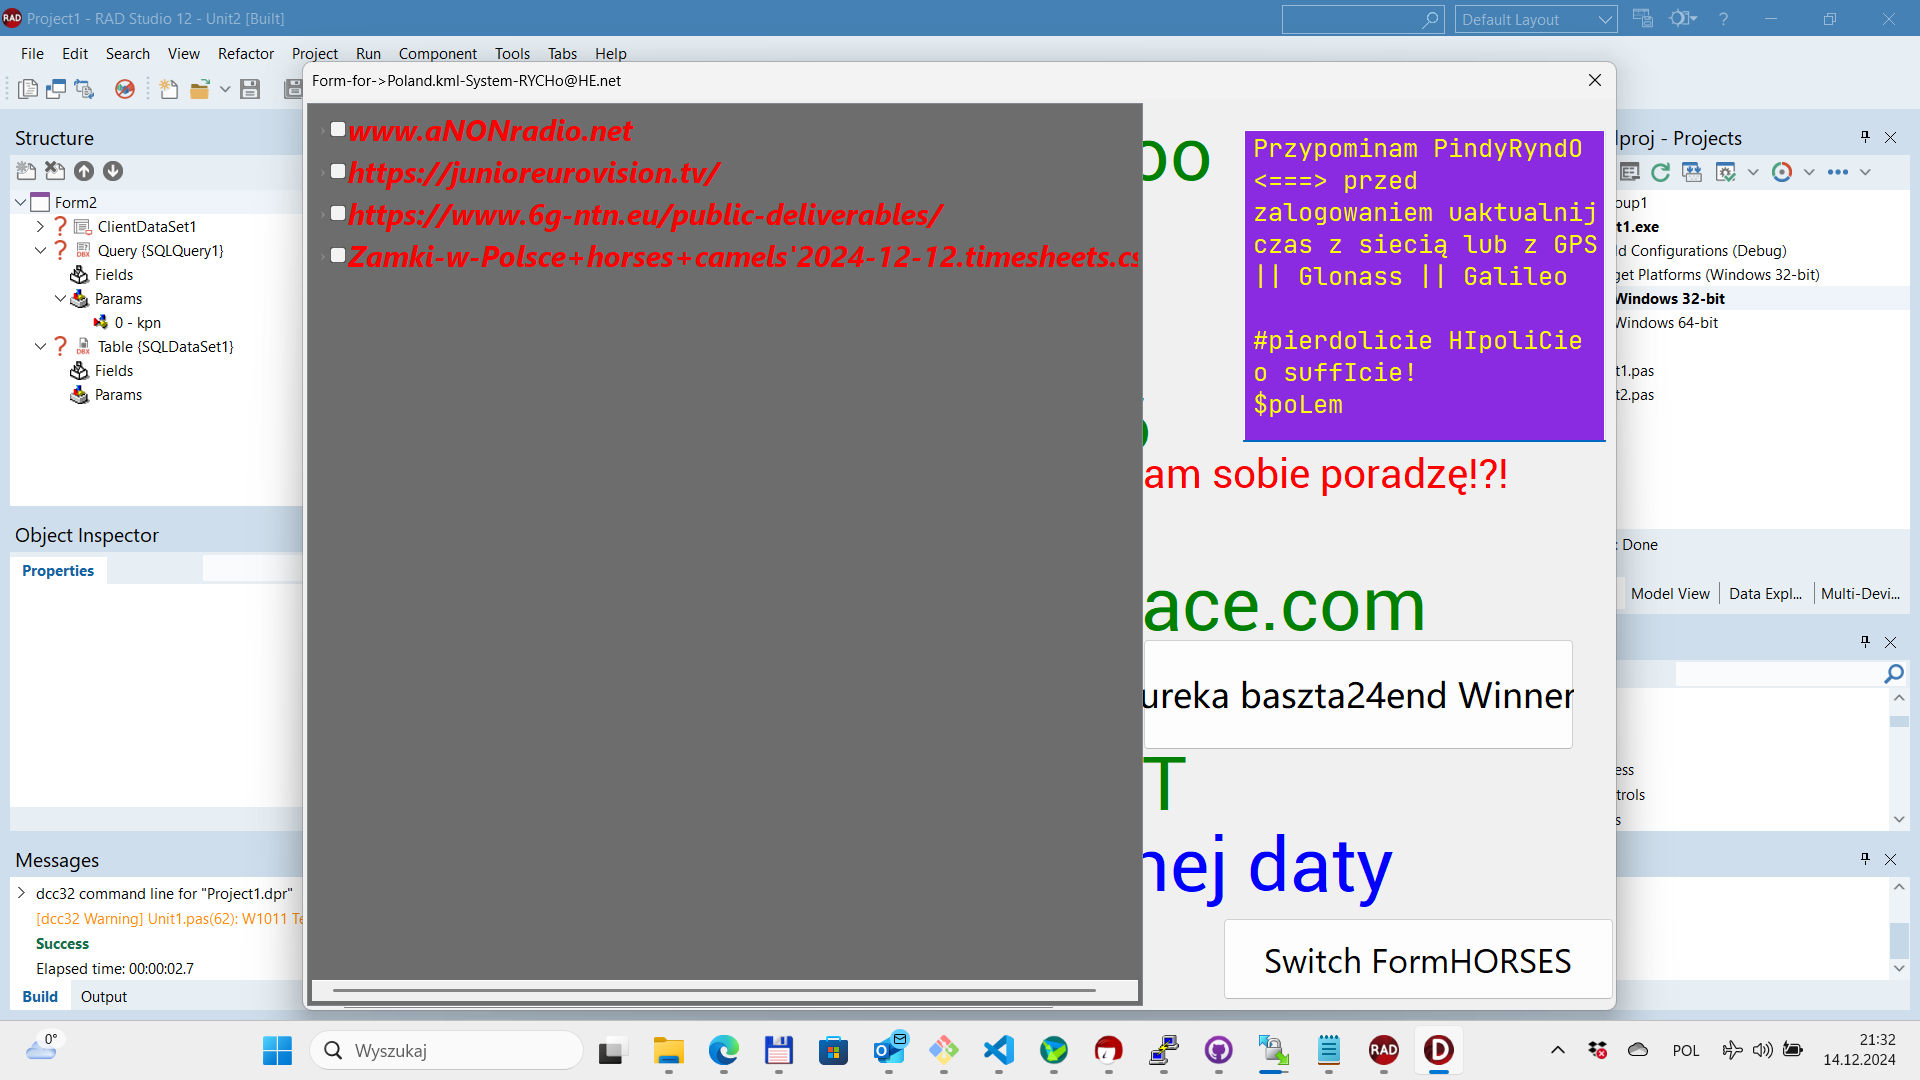 Project1 - RAD Studio 12 - Unit2 [Built]
Default Layout
File Edit Search View Refactor Project Run Component Tools Tabs Help
Form-for->Poland.kml-System-RYCHo@HE.net
Structure
Form2
ClientDataSet1
Query {SQLQuery1}
Fields
Params
0 - kpn
Table {SQLDataSet1}
Fields
Params
Object Inspector
Properties
Messages
dcc32 command line for "Project1.dpr"
[dcc32 Warning] Unit1.pas(62): W1011 Te
Success
Elapsed time: 00:00:02.7
Build Output
www.aNONradio.net
https://junioreurovision.tv/
https://www.6g-ntn.eu/public-deliverables/
Zamki-w-Polsce+horses+camels'2024-12-12.timesheets.cs
oo
Przypominam PindyRyndO
<===> przed
zalogowaniem uaktualnij
czas z siecią lub z GPS
|| Glonass || Galileo
#pierdolicie HIpoliCie
o suffIcie!
$poLem
am sobie poradzę!?!
ace.com
ureka baszta24end Winner
T
nej daty
Switch FormHORSES
lproj - Projects
oup1
t1.exe
ld Configurations (Debug)
get Platforms (Windows 32-bit)
Windows 32-bit
Windows 64-bit
t1.pas
t2.pas
: Done
Model View Data Expl... Multi-Devi...
ess
trols
s
0°
Wyszukaj
RAD
POL
21:32
14.12.2024